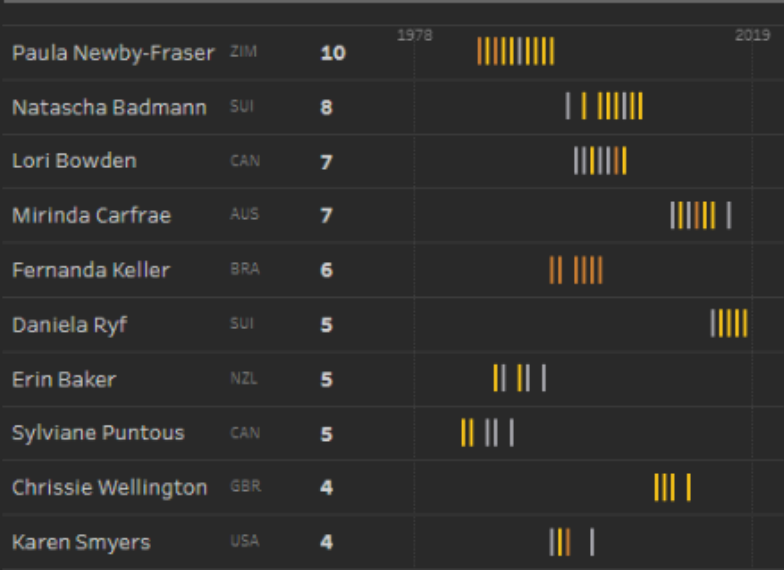 1978 2019
Paula Newby-Fraser ZIM 10
Natascha Badmann SUI 8
Lori Bowden CAN 7
Mirinda Carfrae AUS 7
Fernanda Keller BRA 6
Daniela Ryf SUI 5
Erin Baker NZL 5
Sylviane Puntous CAN 5
Chrissie Wellington GBR 4
Karen Smyers USA 4